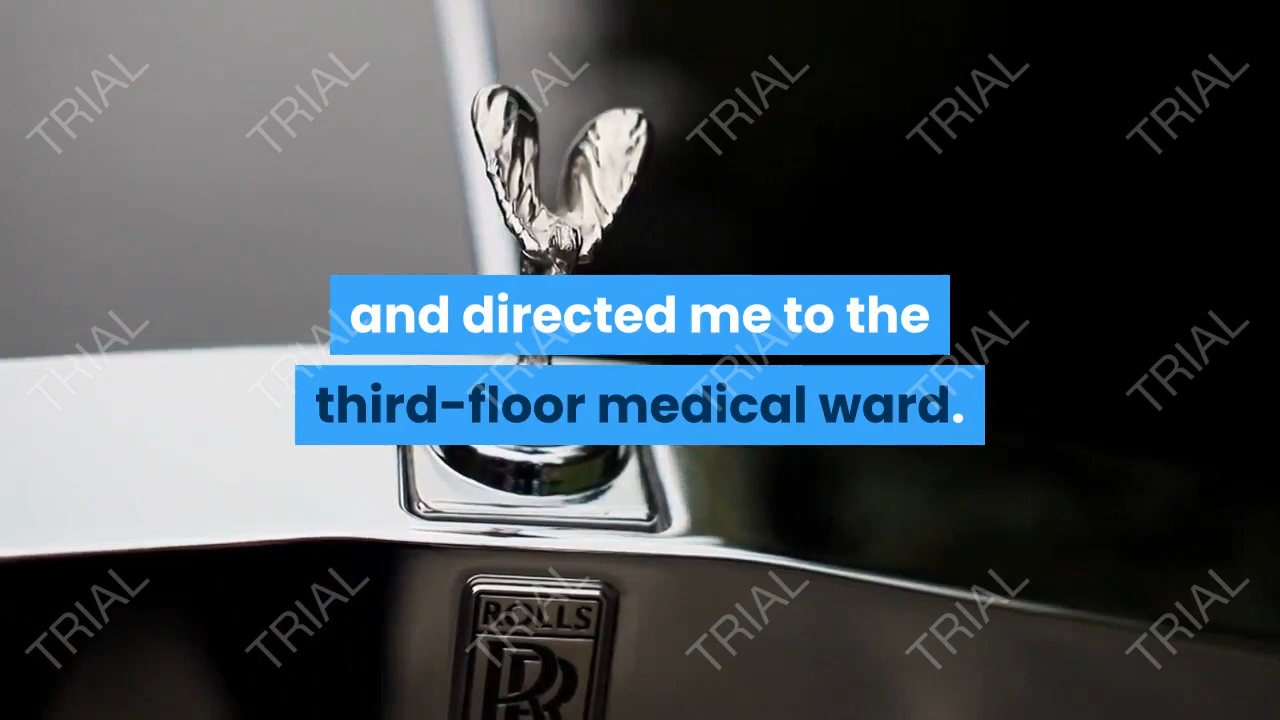 TRIAL TRIAL TRIAL TRIAL TRIAL TRIAL
and directed me to the
TRIAL TRIAL TRIAL TRIAL TRIAL TRIAL
third-floor medical ward.
TRIAL TRIAL TRIAL TRIAL TRIAL TRIAL
ROLLS
RR